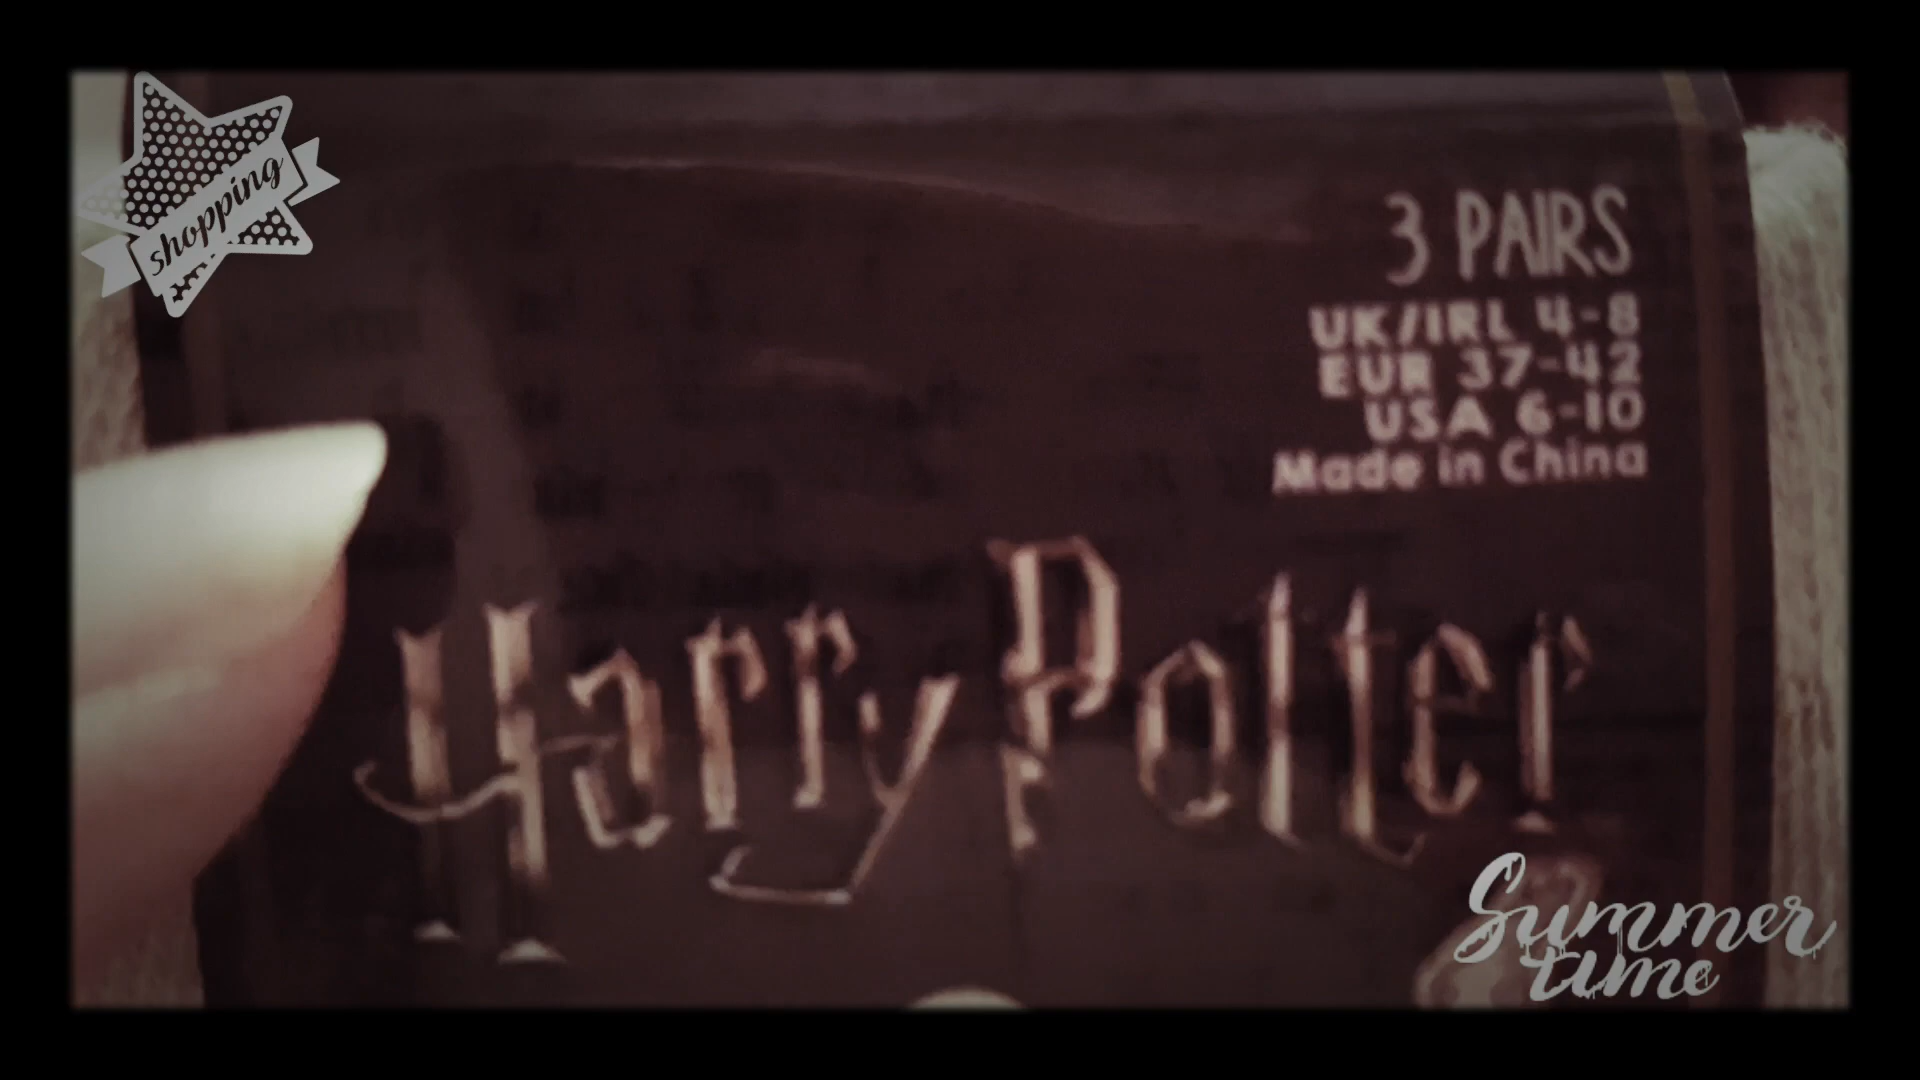 shopping
3 PAIRS
UK/IRL 4-8
EUR 37-42
USA 6-10
Made in China
Harry Potter
Summer
time